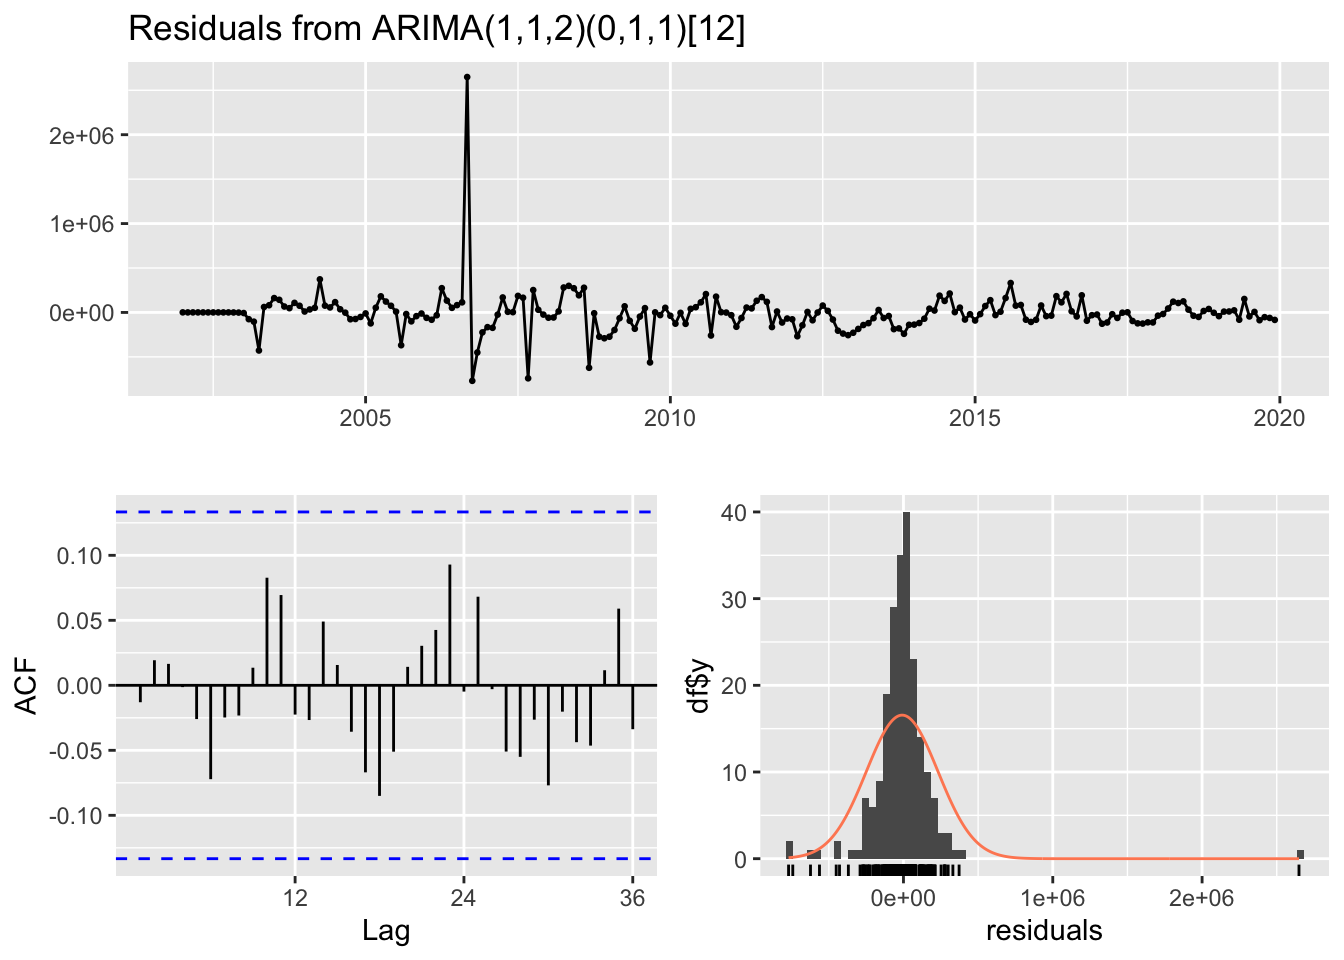 Residuals from ARIMA(1,1,2)(0,1,1)[12]
2e+06
1e+06
0e+00
2005 2010 2015 2020
ACF
0.10
0.05
0.00
-0.05
-0.10
12 24 36
Lag
df$y
40
30
20
10
0
0e+00 1e+06 2e+06
residuals